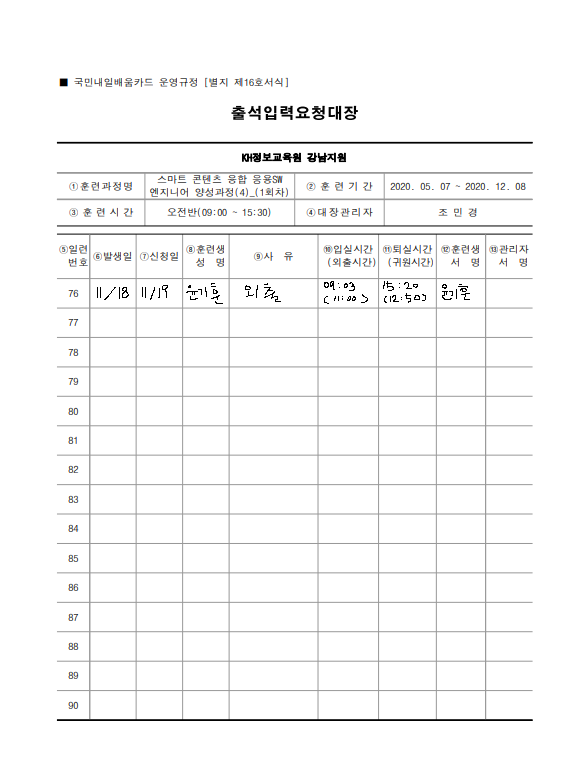 ■ 국민내일배움카드 운영규정 [별지 제16호서식]
출석입력요청대장
KH정보교육원 강남지원
①훈련과정명
스마트 콘텐츠 융합 응용SW
엔지니어 양성과정(4)_(1회차)
② 훈 련 기 간
2020. 05. 07 ~ 2020. 12. 08
③ 훈 련 시 간
오전반(09:00 ~ 15:30)
④대장관리자
조 민 경
⑤일련
번호
⑥발생일
⑦신청일
⑧훈련생
성 명
⑨사 유
⑩입실시간
(외출시간)
⑪퇴실시간
(귀원시간)
⑫훈련생
서 명
⑬관리자
서 명
76
11/18
11/19
윤기훈
외출
09:03
(11:00)
15:20
(12:50)
윤기훈
77
78
79
80
81
82
83
84
85
86
87
88
89
90